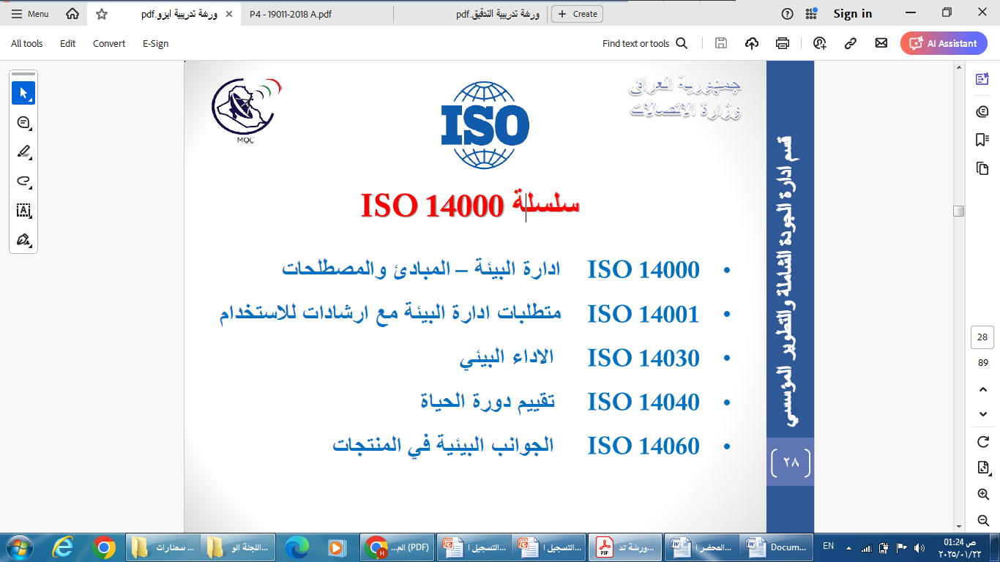 Menu
ورشة تدريبية ايزو.pdf
P4 - 19011-2018 A.pdf
ورشة تدريبية التدقيق.pdf
Create
Sign in
All tools
Edit
Convert
E-Sign
Find text or tools
AI Assistant
MQC
ISO
جمهورية العراق
وزارة الاتصالات
سلسلة ISO 14000
• ISO 14000 ادارة البيئة – المبادئ والمصطلحات
• ISO 14001 متطلبات ادارة البيئة مع ارشادات للاستخدام
• ISO 14030 الاداء البيئي
• ISO 14040 تقييم دورة الحياة
• ISO 14060 الجوانب البيئية في المنتجات
قسم ادارة الجودة الشاملة والتطوير المؤسسي
٢٨
28
89
سمنارات ...
اللجنة الو...
(PDF) الم...
التسجيل ا...
التسجيل ا...
ورشة تد...
المحضر ا...
Docum...
EN
01:24 ص
٢٠٢٥/٠١/٢٢